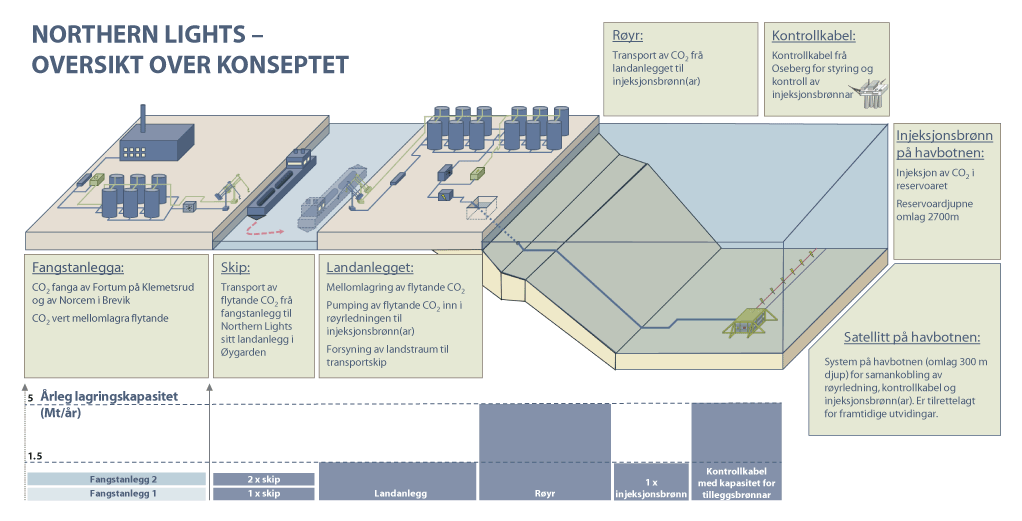 NORTHERN LIGHTS –
OVERSIKT OVER KONSEPTET
Røyr:
Transport av CO₂ frå
landanlegget til
injeksjonsbrønn(ar)
Kontrollkabel:
Kontrollkabel frå
Oseberg for styring og
kontroll av
injeksjonsbrønnar
Injeksjonsbrønn
på havbotnen:
Injeksjon av CO₂ i
reservoaret
Reservoardjupne
omlag 2700m
Fangstanlegga:
CO₂ fanga av Fortum på Klemetsrud
og av Norcem i Brevik
CO₂ vert mellomlagra flytande
Skip:
Transport av
flytande CO₂ frå
fangstanlegg til
Northern Lights
sitt landanlegg i
Øygarden
Landanlegget:
Mellomlagring av flytande CO₂
Pumping av flytande CO₂ inn i
røyrledningen til
injeksjonsbrønn(ar)
Forsyning av landstraum til
transportskip
Satellitt på havbotnen:
System på havbotnen (omlag 300 m
djup) for samankobling av
røyrledning, kontrollkabel og
injeksjonsbrønn(ar). Er tilrettelagt
for framtidige utvidingar.
5 Årleg lagringskapasitet
(Mt/år)
1.5
Fangstanlegg 2
Fangstanlegg 1
2 x skip
1 x skip
Landanlegg
Røyr
1 x
injeksjonsbrønn
Kontrollkabel
med kapasitet for
tilleggsbrønnar